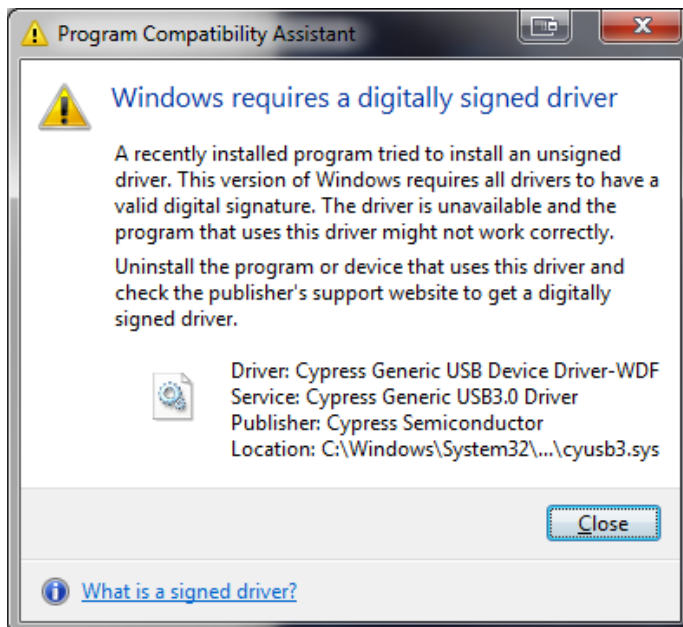 Program Compatibility Assistant
Windows requires a digitally signed driver
A recently installed program tried to install an unsigned
driver. This version of Windows requires all drivers to have a
valid digital signature. The driver is unavailable and the
program that uses this driver might not work correctly.
Uninstall the program or device that uses this driver and
check the publisher's support website to get a digitally
signed driver.
Driver: Cypress Generic USB Device Driver-WDF
Service: Cypress Generic USB3.0 Driver
Publisher: Cypress Semiconductor
Location: C:\Windows\System32\...\cyusb3.sys
Close
What is a signed driver?